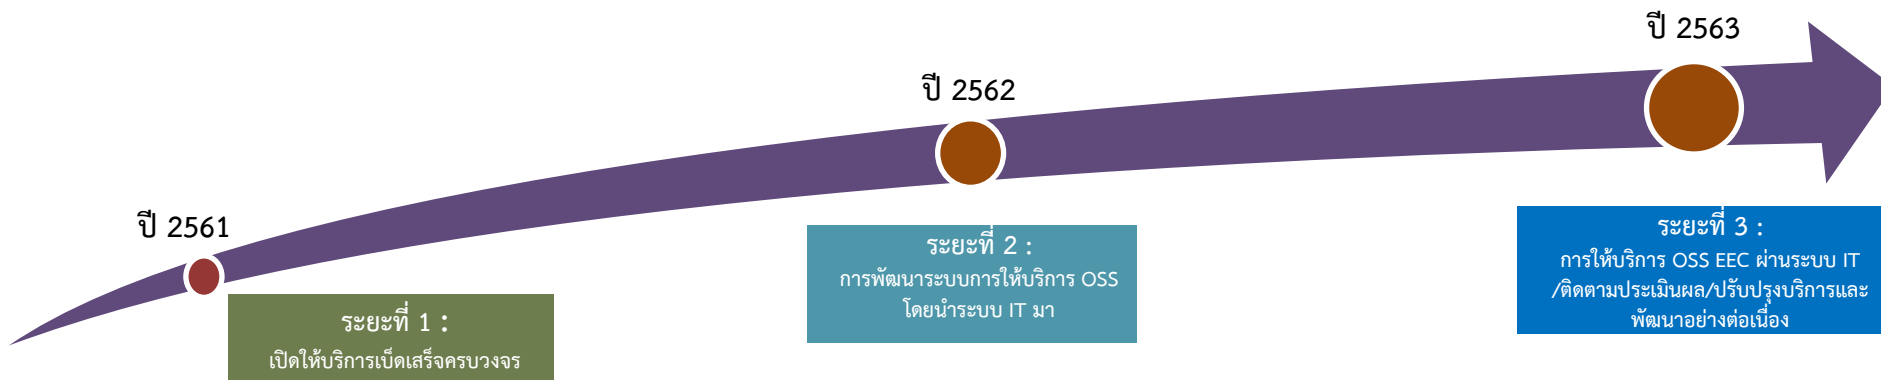 ปี 2561
ระยะที่ 1 :
เปิดให้บริการเบ็ดเสร็จครบวงจร
ปี 2562
ระยะที่ 2 :
การพัฒนาระบบการให้บริการ OSS
โดยนำระบบ IT มา
ปี 2563
ระยะที่ 3 :
การให้บริการ OSS EEC ผ่านระบบ IT
/ติดตามประเมินผล/ปรับปรุงบริการและ
พัฒนาอย่างต่อเนื่อง